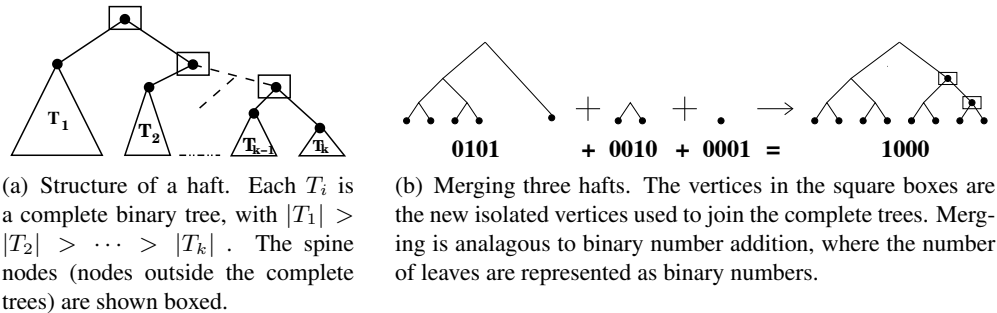 T₁
T₂
Tₖ₋₁
Tₖ
0101 + 0010 + 0001 = 1000
(a) Structure of a haft. Each Tᵢ is
a complete binary tree, with |T₁| >
|T₂| > ⋯ > |Tₖ| . The spine
nodes (nodes outside the complete
trees) are shown boxed.
(b) Merging three hafts. The vertices in the square boxes are
the new isolated vertices used to join the complete trees. Merg-
ing is analagous to binary number addition, where the number
of leaves are represented as binary numbers.